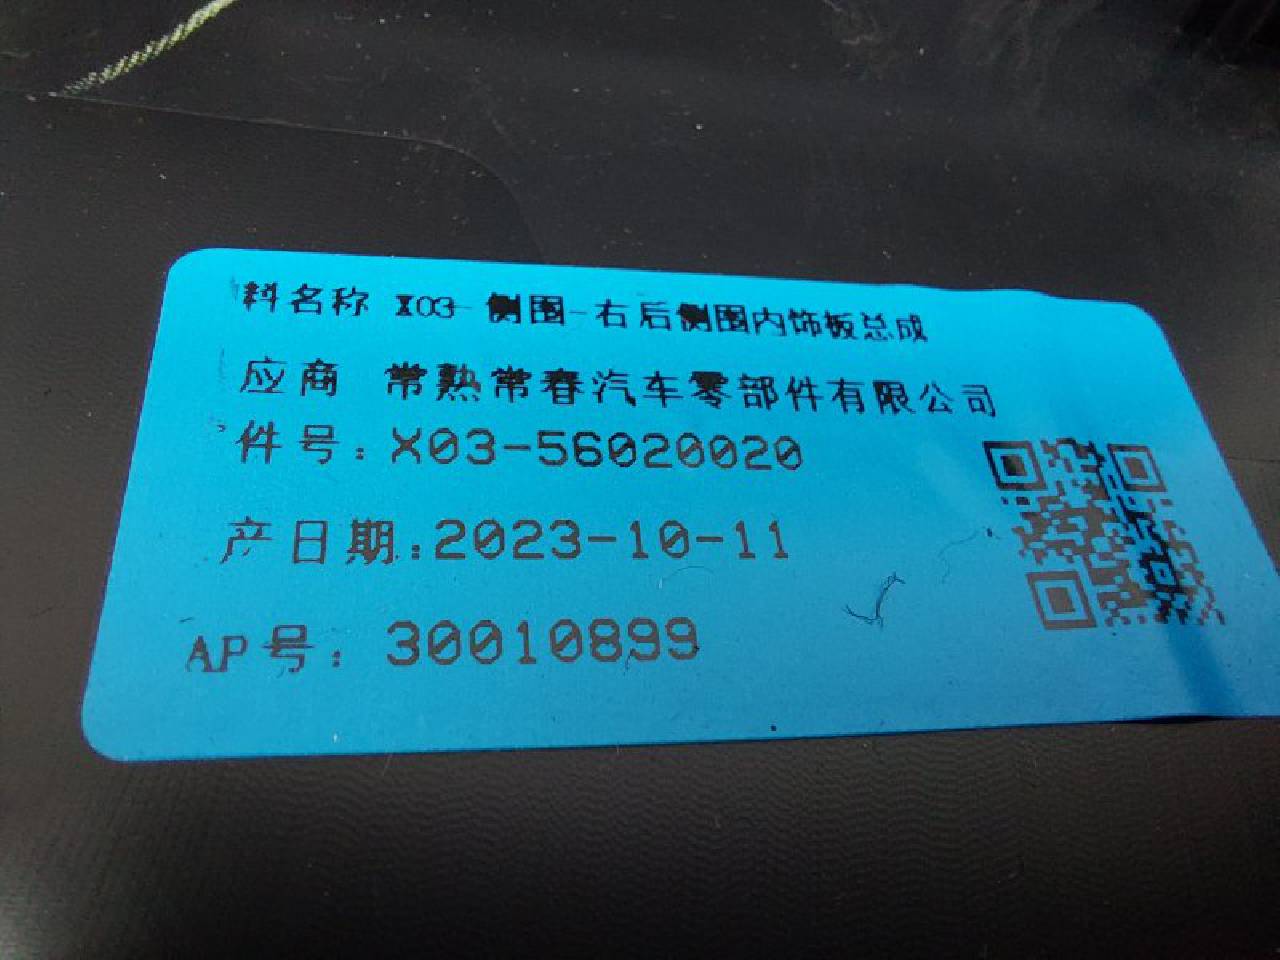 料名称 X03-侧围-右后侧围内饰板总成
应商 常熟常春汽车零部件有限公司
件号:X03-56020020
产日期:2023-10-11
AP号:30010899